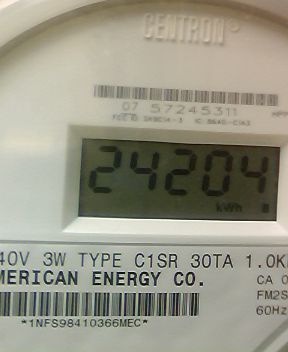 CENTRON®
07 57245311
24204
kWh
40V 3W TYPE C1SR 30TA 1.0K
MERICAN ENERGY CO.
CA 0
FM2S
60Hz
*1NFS98410366MEC*